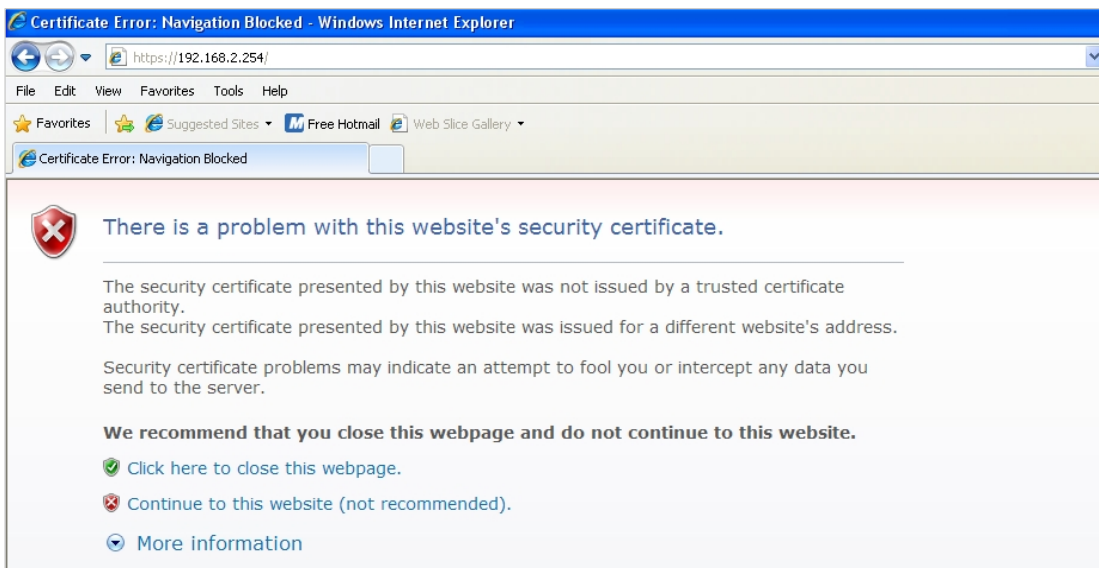 Certificate Error: Navigation Blocked - Windows Internet Explorer
https://192.168.2.254/
File Edit View Favorites Tools Help
Favorites Suggested Sites Free Hotmail Web Slice Gallery
Certificate Error: Navigation Blocked
There is a problem with this website's security certificate.
The security certificate presented by this website was not issued by a trusted certificate
authority.
The security certificate presented by this website was issued for a different website's address.
Security certificate problems may indicate an attempt to fool you or intercept any data you
send to the server.
We recommend that you close this webpage and do not continue to this website.
Click here to close this webpage.
Continue to this website (not recommended).
More information